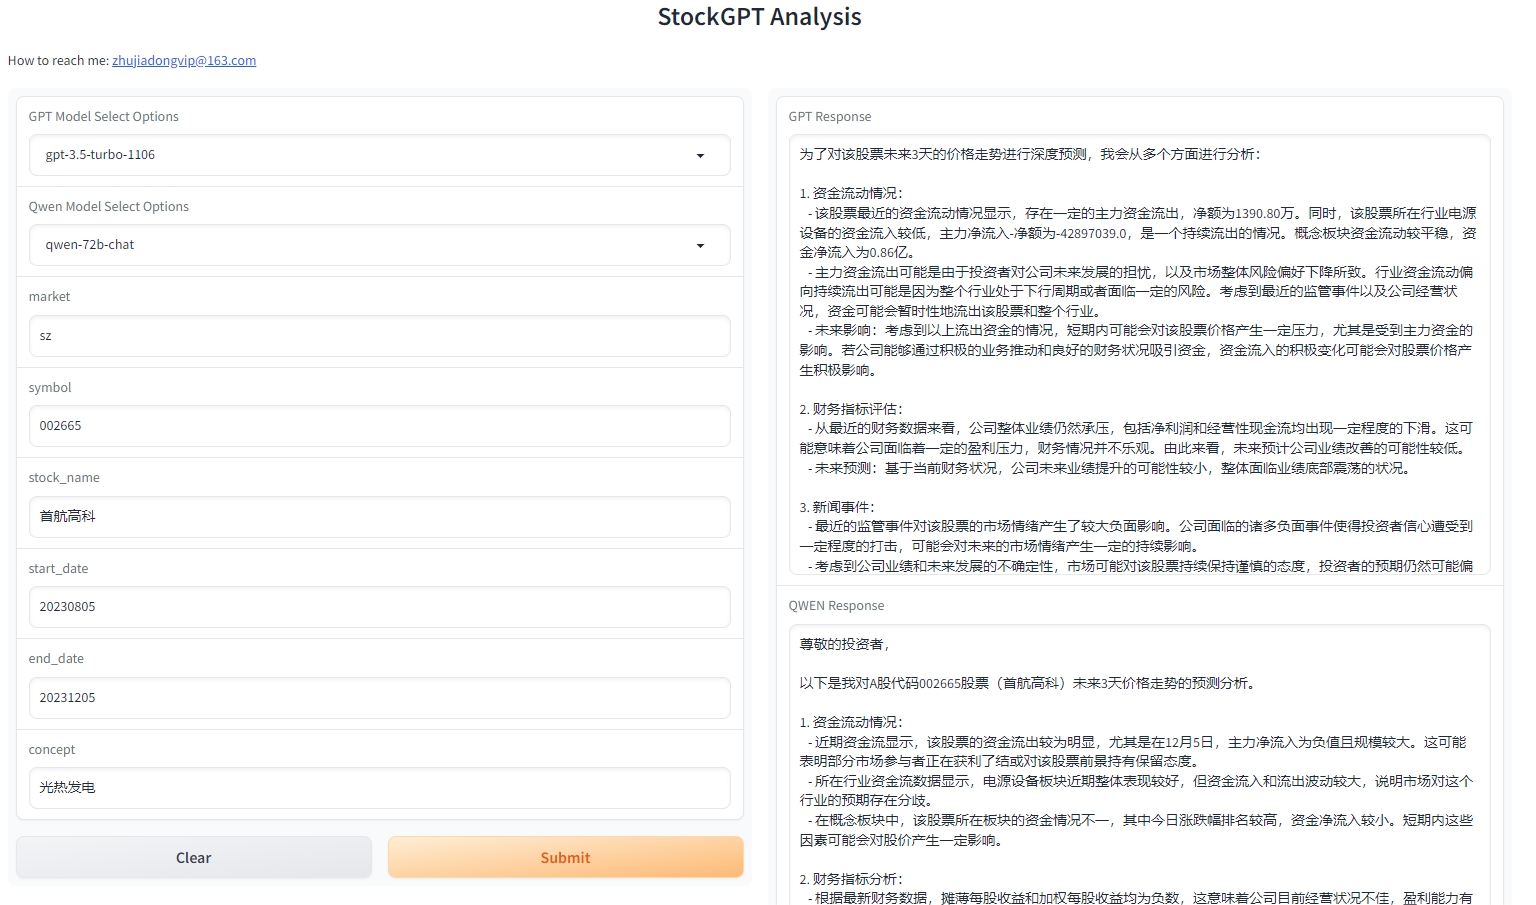 StockGPT Analysis
How to reach me: zhujiadongvip@163.com
GPT Model Select Options
gpt-3.5-turbo-1106
Qwen Model Select Options
qwen-72b-chat
market
sz
symbol
002665
stock_name
首航高科
start_date
20230805
end_date
20231205
concept
光热发电
Clear
Submit
GPT Response
为了对该股票未来3天的价格走势进行深度预测，我会从多个方面进行分析：
1. 资金流动情况：
- 该股票最近的资金流动情况显示，存在一定的主力资金流出，净额为1390.80万。同时，该股票所在行业电源
设备的资金流入较低，主力净流入-净额为-42897039.0，是一个持续流出的情况。概念板块资金流动较平稳，资
金净流入为0.86亿。
- 主力资金流出可能是由于投资者对公司未来发展的担忧，以及市场整体风险偏好下降所致。行业资金流动偏
向持续流出可能是因为整个行业处于下行周期或者面临一定的风险。考虑到最近的监管事件以及公司经营状
况，资金可能会暂时性地流出该股票和整个行业。
- 未来影响：考虑到以上流出资金的情况，短期内可能会对该股票价格产生一定压力，尤其是受到主力资金的
影响。若公司能够通过积极的业务推动和良好的财务状况吸引资金，资金流入的积极变化可能会对股票价格产
生积极影响。
2. 财务指标评估：
- 从最近的财务数据来看，公司整体业绩仍然承压，包括净利润和经营性现金流均出现一定程度的下滑。这可
能意味着公司面临着一定的盈利压力，财务情况并不乐观。由此来看，未来预计公司业绩改善的可能性较低。
- 未来预测：基于当前财务状况，公司未来业绩提升的可能性较小，整体面临业绩底部震荡的状况。
3. 新闻事件：
- 最近的监管事件对该股票的市场情绪产生了较大负面影响。公司面临的诸多负面事件使得投资者信心遭受到
一定程度的打击，可能会对未来的市场情绪产生一定的持续影响。
- 考虑到公司业绩和未来发展的不确定性，市场可能对该股票持续保持谨慎的态度，投资者的预期仍然可能偏
QWEN Response
尊敬的投资者，
以下是我对A股代码002665股票（首航高科）未来3天价格走势的预测分析。
1. 资金流动情况：
- 近期资金流显示，该股票的资金流出较为明显，尤其是在12月5日，主力净流入为负值且规模较大。这可能
表明部分市场参与者正在获利了结或对该股票前景持有保留态度。
- 所在行业资金流数据显示，电源设备板块近期整体表现较好，但资金流入和流出波动较大，说明市场对这个
行业的预期存在分歧。
- 在概念板块中，该股票所在板块的资金情况不一，其中今日涨跌幅排名较高，资金净流入较小。短期内这些
因素可能会对股价产生一定影响。
2. 财务指标分析：
- 根据最新财务数据，摊薄每股收益和加权每股收益均为负数，这意味着公司目前经营状况不佳，盈利能力有